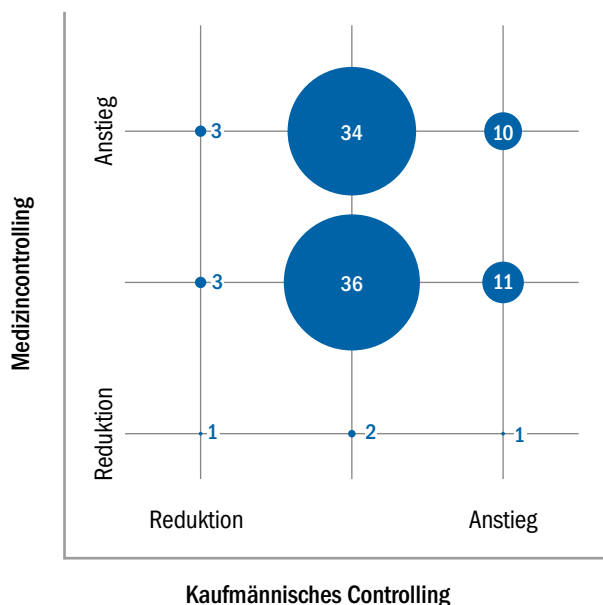 Medizincontrolling
Anstieg
3
34
10
3
36
11
Reduktion
1
2
1
Reduktion
Anstieg
Kaufmännisches Controlling